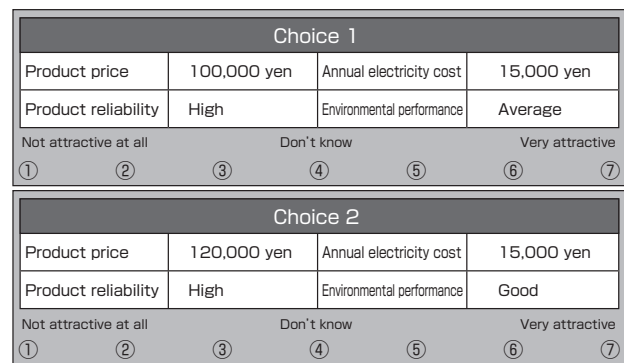 Choice 1
Product price 100,000 yen Annual electricity cost 15,000 yen
Product reliability High Environmental performance Average
Not attractive at all Don't know Very attractive
① ② ③ ④ ⑤ ⑥ ⑦
Choice 2
Product price 120,000 yen Annual electricity cost 15,000 yen
Product reliability High Environmental performance Good
Not attractive at all Don't know Very attractive
① ② ③ ④ ⑤ ⑥ ⑦